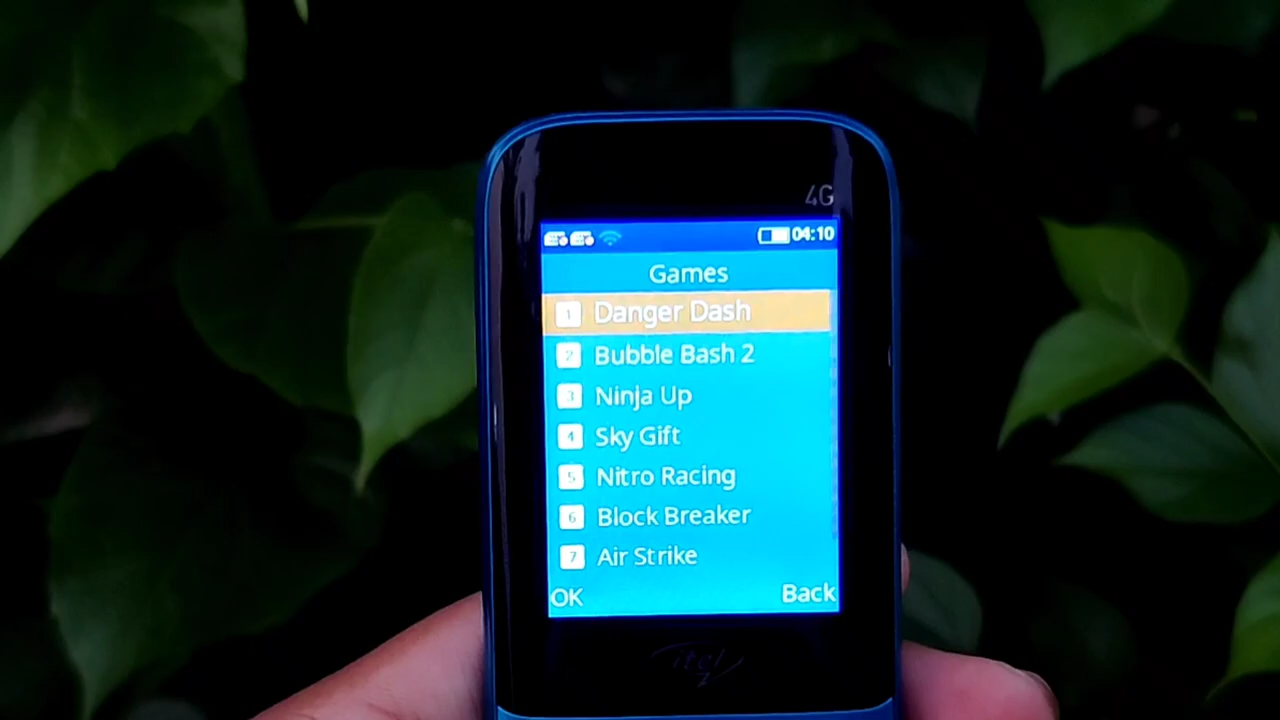 4G
04:10
Games
1 Danger Dash
2 Bubble Bash 2
3 Ninja Up
4 Sky Gift
5 Nitro Racing
6 Block Breaker
7 Air Strike
OK Back
itel